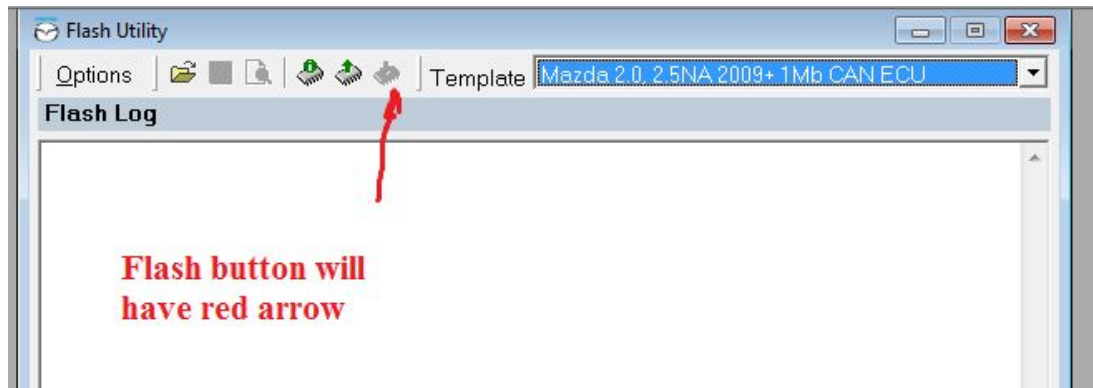 Flash Utility
Options
Template Mazda 2.0, 2.5NA 2009+ 1Mb CAN ECU
Flash Log
Flash button will
have red arrow